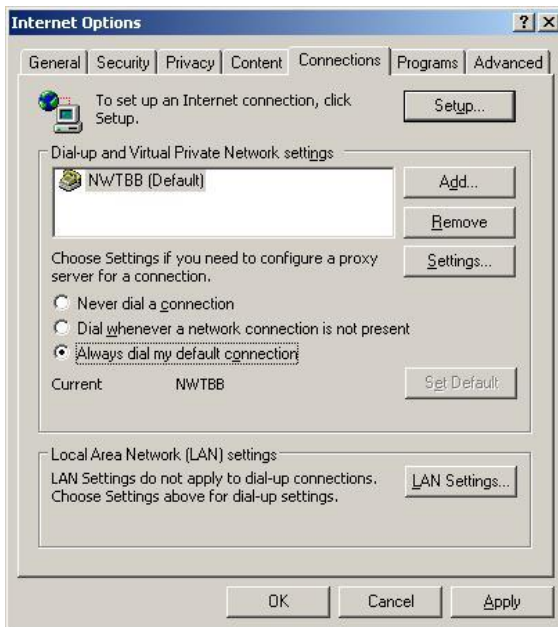 Internet Options
General Security Privacy Content Connections Programs Advanced
To set up an Internet connection, click
Setup.
Setup...
Dial-up and Virtual Private Network settings
NWTBB (Default)
Add...
Remove
Choose Settings if you need to configure a proxy
server for a connection.
Settings...
Never dial a connection
Dial whenever a network connection is not present
Always dial my default connection
Current NWTBB
Set Default
Local Area Network (LAN) settings
LAN Settings do not apply to dial-up connections.
Choose Settings above for dial-up settings.
LAN Settings...
OK Cancel Apply